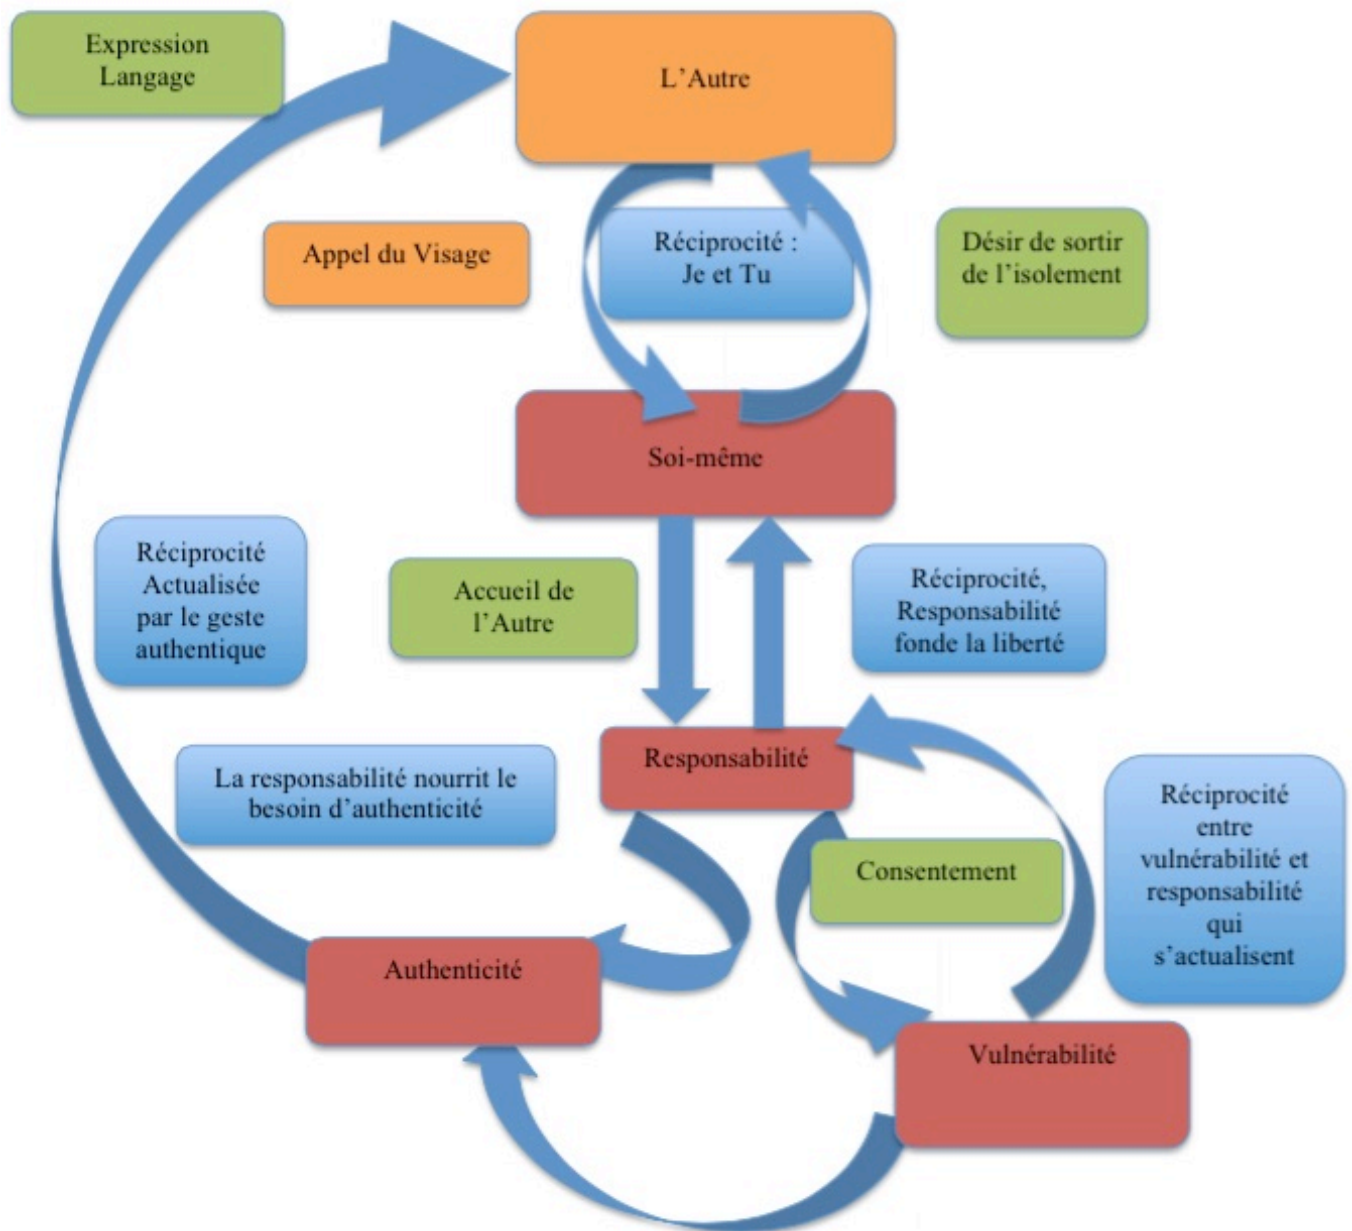 Expression
Langage
L’Autre
Appel du Visage
Réciprocité :
Je et Tu
Désir de sortir
de l’isolement
Soi-même
Réciprocité
Actualisée
par le geste
authentique
Accueil de
l’Autre
Réciprocité,
Responsabilité
fonde la liberté
La responsabilité nourrit le
besoin d’authenticité
Responsabilité
Réciprocité
entre
vulnérabilité et
responsabilité
qui
s’actualisent
Consentement
Authenticité
Vulnérabilité